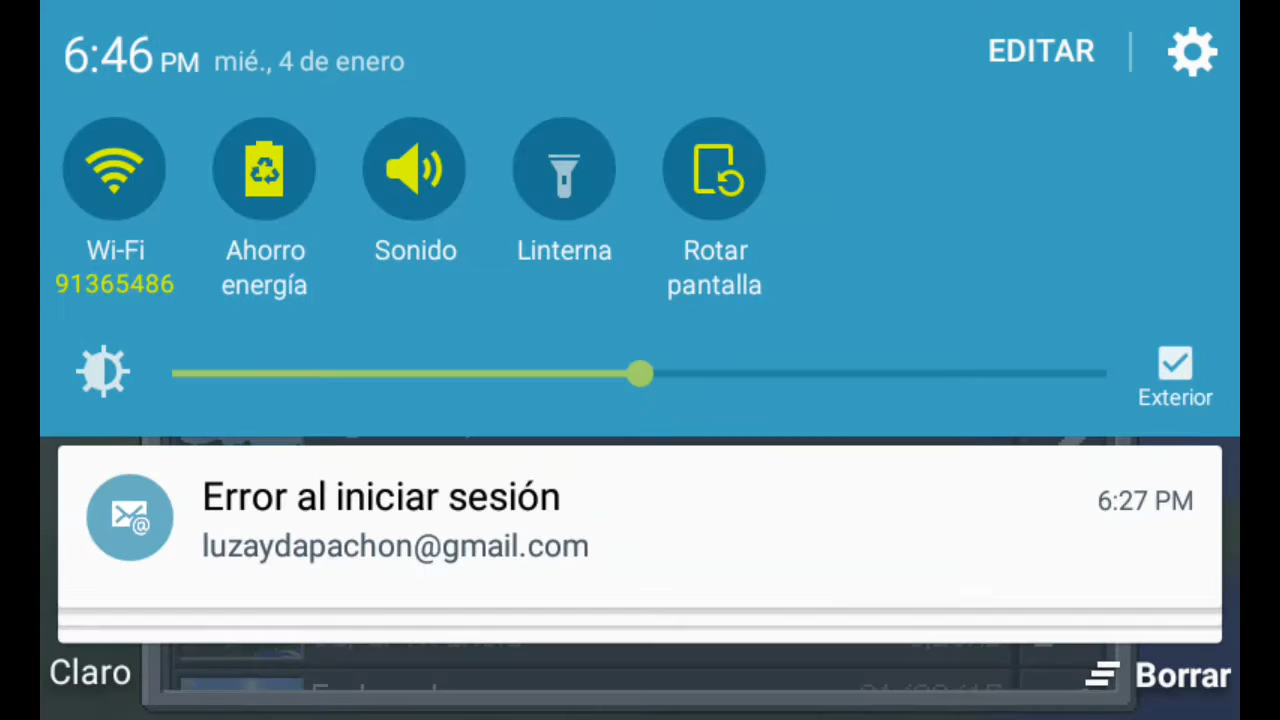 6:46 PM mié., 4 de enero EDITAR
Wi-Fi
91365486
Ahorro
energía
Sonido
Linterna
Rotar
pantalla
Exterior
Error al iniciar sesión 6:27 PM
luzaydapachon@gmail.com
Claro Borrar